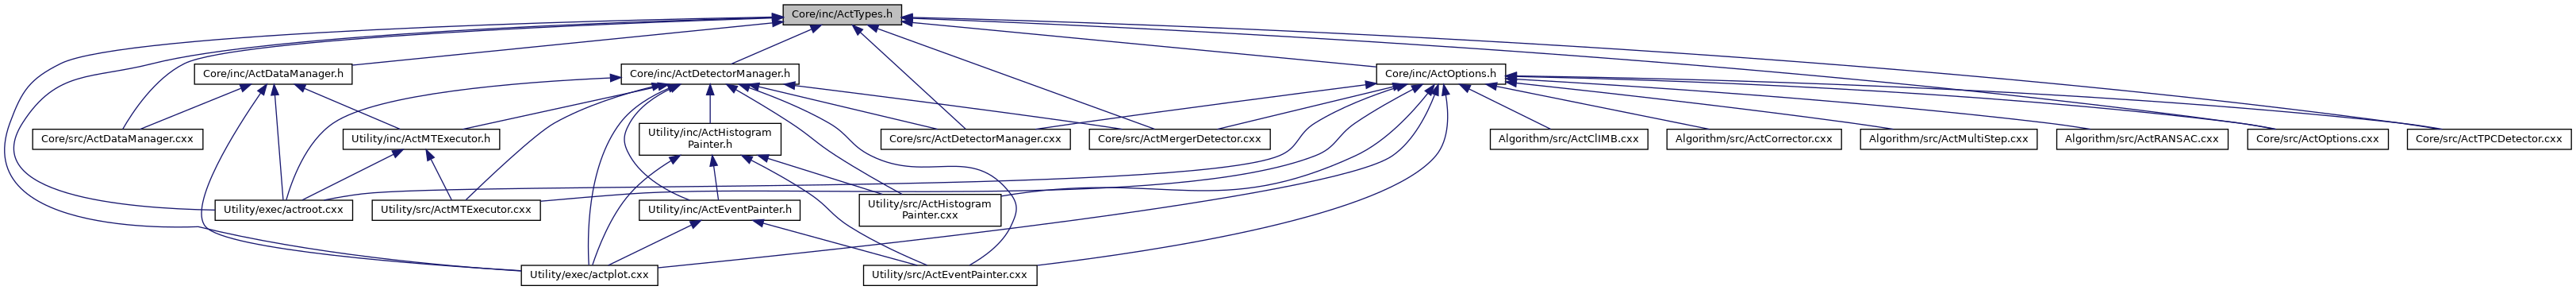 Core/inc/ActTypes.h
Core/inc/ActDataManager.h
Core/inc/ActDetectorManager.h
Core/inc/ActOptions.h
Core/src/ActDataManager.cxx
Utility/inc/ActMTExecutor.h
Utility/inc/ActHistogram
Painter.h
Core/src/ActDetectorManager.cxx
Core/src/ActMergerDetector.cxx
Algorithm/src/ActClIMB.cxx
Algorithm/src/ActCorrector.cxx
Algorithm/src/ActMultiStep.cxx
Algorithm/src/ActRANSAC.cxx
Core/src/ActOptions.cxx
Core/src/ActTPCDetector.cxx
Utility/exec/actroot.cxx
Utility/src/ActMTExecutor.cxx
Utility/inc/ActEventPainter.h
Utility/src/ActHistogram
Painter.cxx
Utility/exec/actplot.cxx
Utility/src/ActEventPainter.cxx